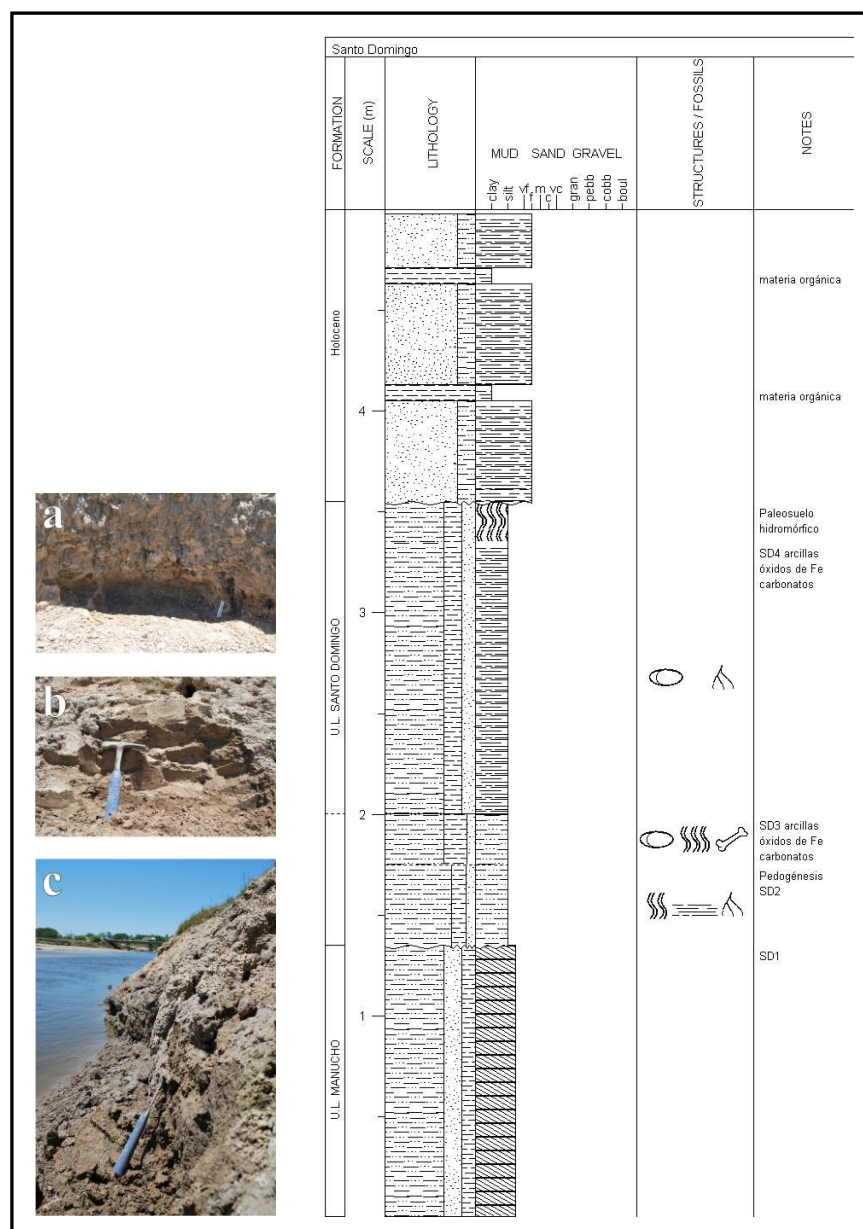 Santo Domingo
FORMATION
SCALE (m)
LITHOLOGY
MUD SAND GRAVEL
clay
silt
vf
f
m
c
vc
gran
pebb
cobb
boul
STRUCTURES / FOSSILS
NOTES
Holoceno
materia orgánica
4
materia orgánica
a
Paleosuelo
hidromórfico
SD4 arcillas
óxidos de Fe
carbonatos
3
U.L. SANTO DOMINGO
b
2
SD3 arcillas
óxidos de Fe
carbonatos
Pedogénesis
SD2
c
SD1
1
U.L. MANUCHO